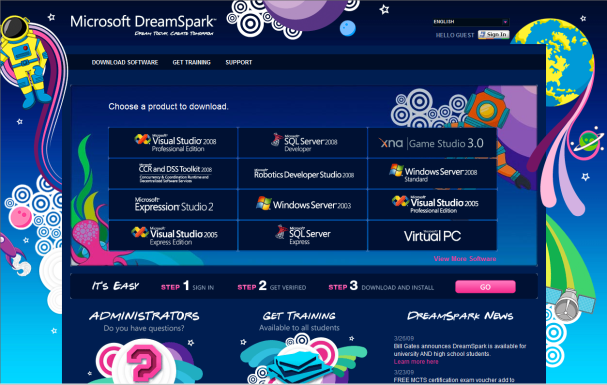 Microsoft DreamSpark™
DREAM TODAY, CREATE TOMORROW
ENGLISH
HELLO GUEST Sign In
DOWNLOAD SOFTWARE GET TRAINING SUPPORT
Choose a product to download.
Microsoft Visual Studio 2008
Professional Edition
Microsoft SQL Server 2008
Developer
xna Game Studio 3.0
Microsoft
CCR and DSS Toolkit 2008
Concurrency & Coordination Runtime and
Decentralized Software Services
Microsoft
Robotics Developer Studio 2008
Microsoft Windows Server 2008
Standard
Microsoft
Expression Studio 2
Microsoft
Windows Server 2003
Microsoft
Visual Studio 2005
Professional Edition
Microsoft
Visual Studio 2005
Express Edition
Microsoft
SQL Server
Express
Microsoft
Virtual PC
View More Software
IT'S EASY STEP 1 SIGN IN STEP 2 GET VERIFIED STEP 3 DOWNLOAD AND INSTALL GO
ADMINISTRATORS
Do you have questions?
GET TRAINING
Available to all students
DREAMSPARK NEWS
3/25/09
Bill Gates announces DreamSpark is available for
university AND high school students.
Learn more here
3/23/09
FREE MCTS certification exam voucher add to